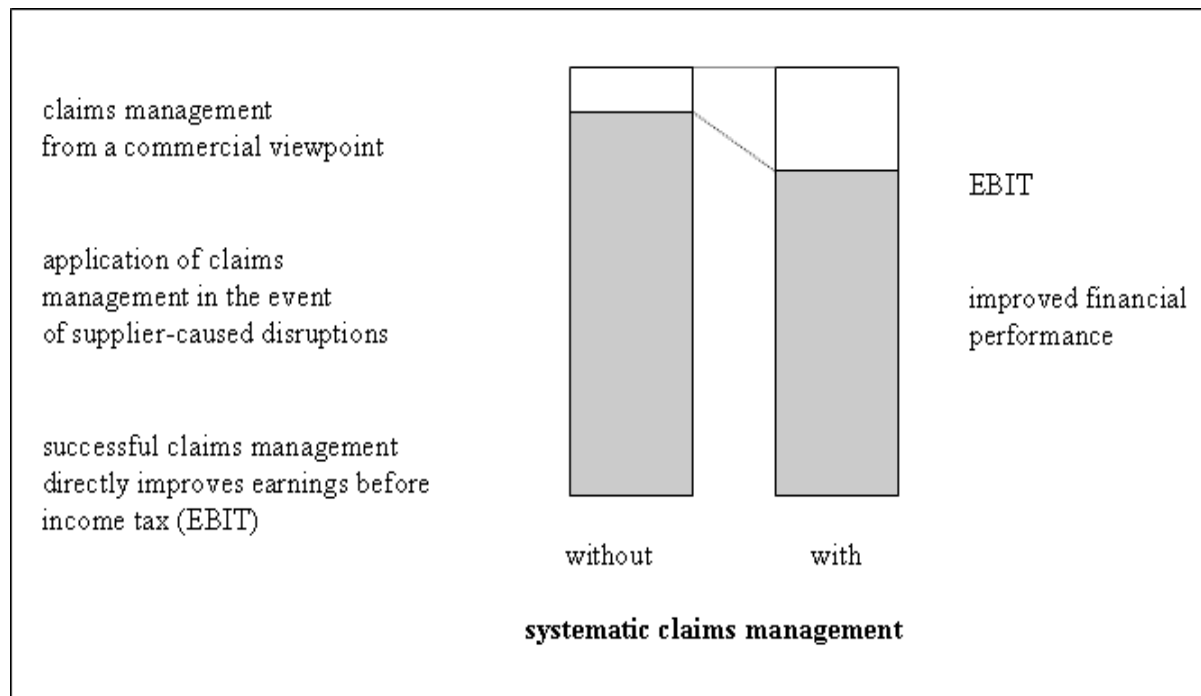 claims management
from a commercial viewpoint
application of claims
management in the event
of supplier-caused disruptions
successful claims management
directly improves earnings before
income tax (EBIT)
EBIT
improved financial
performance
without
with
systematic claims management